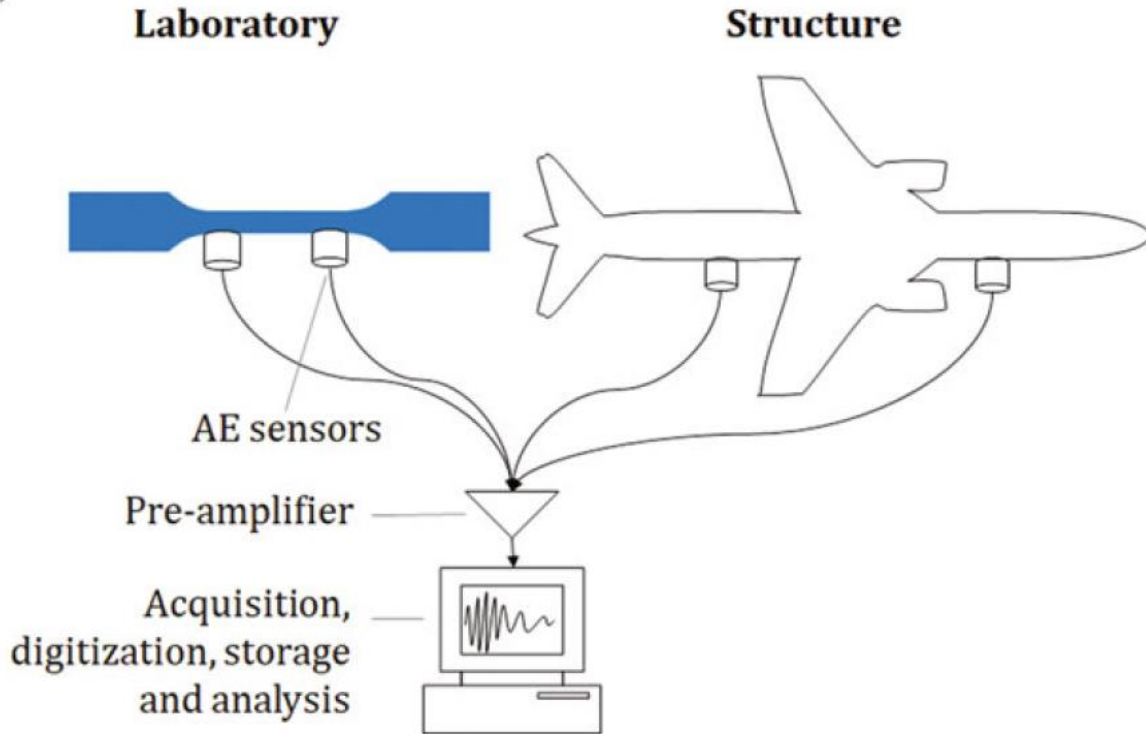 Laboratory
Structure
AE sensors
Pre-amplifier
Acquisition,
digitization, storage
and analysis